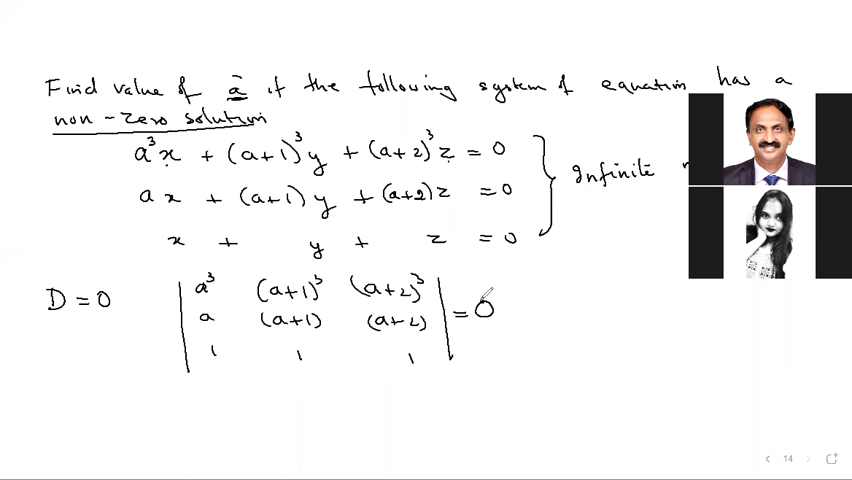 Find value of a if the following system of equation has a
non-zero solution
a³x + (a+1)³y + (a+2)³z = 0
ax + (a+1)y + (a+2)z = 0
x + y + z = 0
Infinite
D = 0
| a³ (a+1)³ (a+2)³ |
| a (a+1) (a+2) | = 0
| 1 1 1 |
14